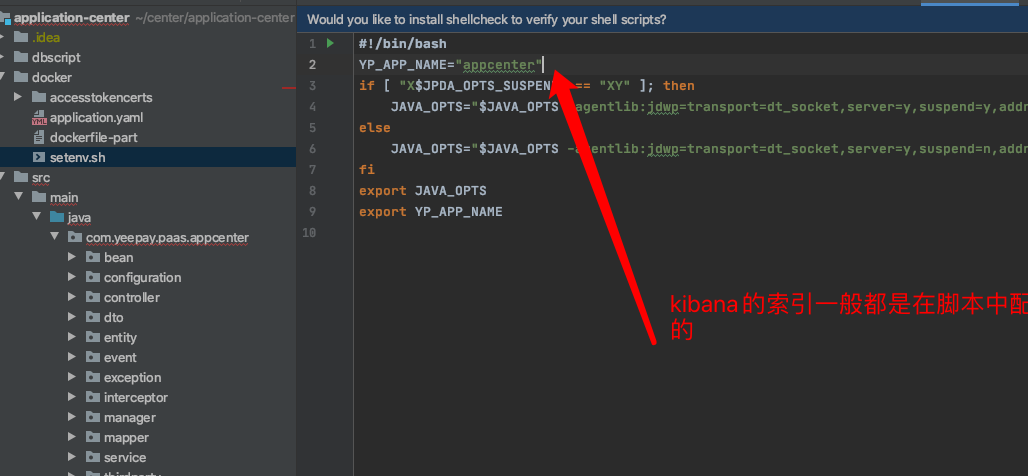 application-center ~/center/application-center
.idea
dbscript
docker
accesstokencerts
application.yaml
dockerfile-part
setenv.sh
src
main
java
com.yeepay.paas.appcenter
bean
configuration
controller
dto
entity
event
exception
interceptor
manager
mapper
service
Would you like to install shellcheck to verify your shell scripts?
1 #!/bin/bash
2 YP_APP_NAME="appcenter"
3 if [ "X$JPDA_OPTS_SUSPEN == "XY" ]; then
4 JAVA_OPTS="$JAVA_OPTS agentlib:jdwp=transport=dt_socket,server=y,suspend=y,addr
5 else
6 JAVA_OPTS="$JAVA_OPTS -agentlib:jdwp=transport=dt_socket,server=y,suspend=n,addr
7 fi
8 export JAVA_OPTS
9 export YP_APP_NAME
10
kibana的索引一般都是在脚本中配
的